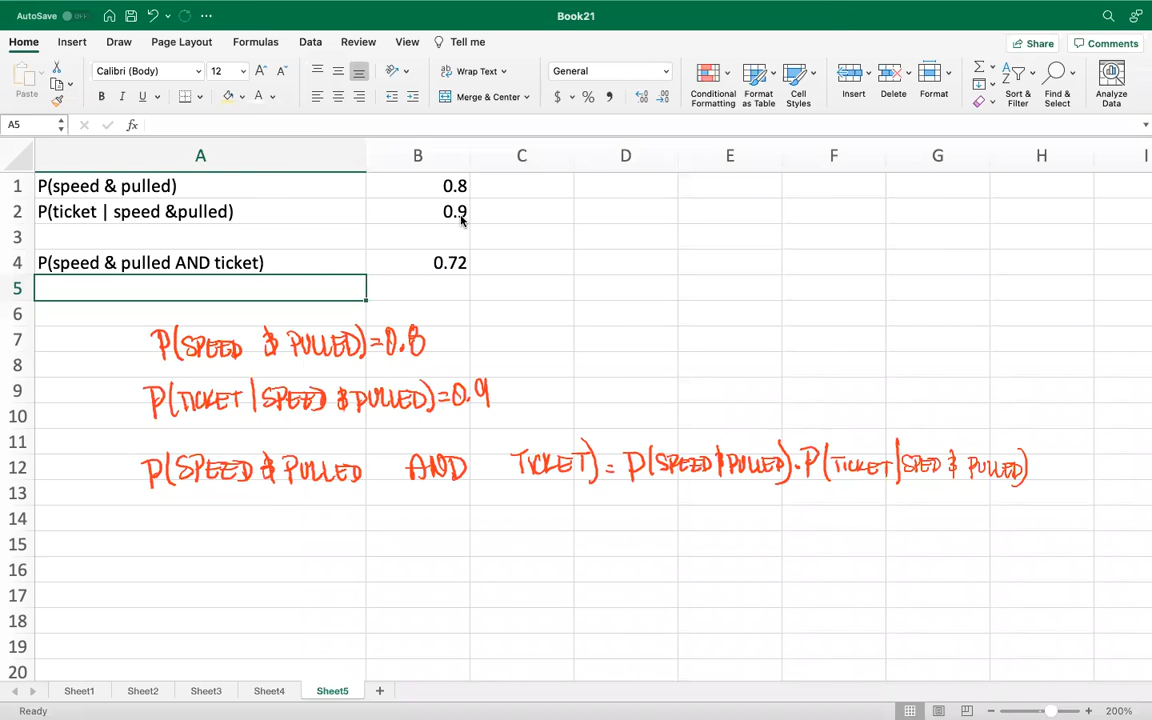 AutoSave OFF Book21
Home Insert Draw Page Layout Formulas Data Review View Tell me Share Comments
Paste Calibri (Body) 12 A A Wrap Text General Conditional Formatting Format as Table Cell Styles Insert Delete Format Sort & Filter Find & Select Analyze Data
B I U A Merge & Center $ % 9
A5 fx
A B C D E F G H I
1 P(speed & pulled) 0.8
2 P(ticket | speed &pulled) 0.9
3
4 P(speed & pulled AND ticket) 0.72
5
6
7 P(SPEED & PULLED)=0.8
8
9 P(TICKET|SPEED & PULLED)=0.9
10
11
12 P(SPEED & PULLED AND TICKET) = P(SPEED & PULLED).P(TICKET|SPED & PULLED)
13
14
15
16
17
18
19
20
Sheet1 Sheet2 Sheet3 Sheet4 Sheet5 +
Ready 200%